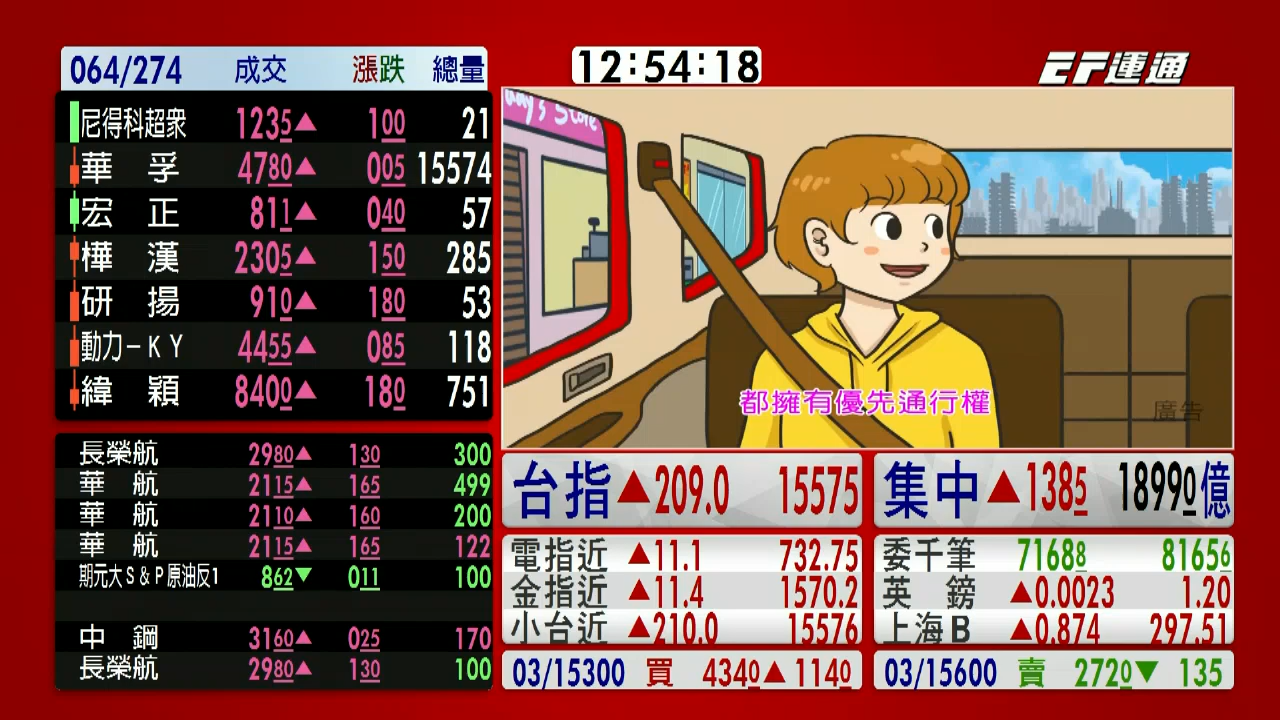 064/274 成交 漲跌 總量
12:54:18
EF運通
尼得科超眾 1235▲ 100 21
華孚 4780▲ 005 15574
宏正 811▲ 040 57
樺漢 2305▲ 150 285
研揚 910▲ 180 53
動力-KY 4455▲ 085 118
緯穎 8400▲ 180 751
長榮航 2980▲ 130 300
華航 2115▲ 165 499
華航 2110▲ 160 200
華航 2115▲ 165 122
期元大S&P原油反1 862▼ 011 100
中鋼 3160▲ 025 170
長榮航 2980▲ 130 100
都擁有優先通行權
廣告
台指▲209.0 15575
集中▲1385 18990億
電指近 ▲11.1 732.75
金指近 ▲11.4 1570.2
小台近 ▲210.0 15576
委千筆 71688 81656
英鎊 ▲0.0023 1.20
上海B ▲0.874 297.51
03/15300 買 4340▲1140
03/15600 賣 2720▼ 135